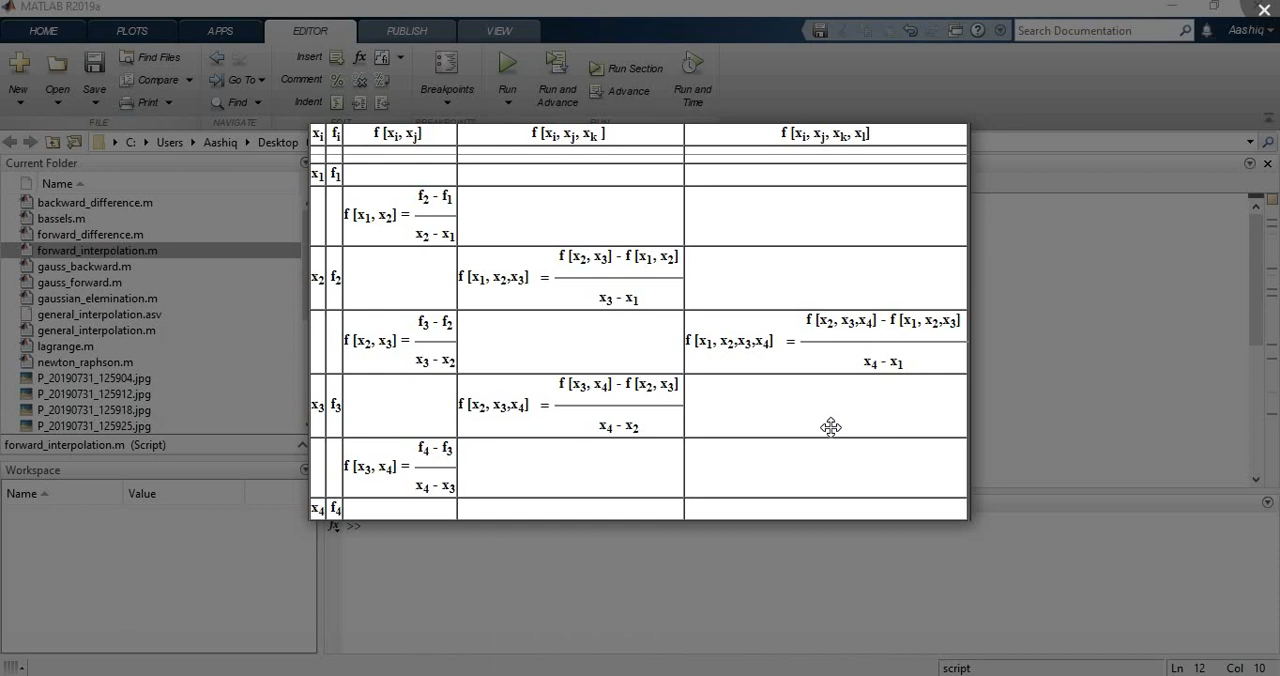 MATLAB R2019a
HOME PLOTS APPS EDITOR PUBLISH VIEW
Search Documentation
Aashiq
New Open Save
Find Files
Compare
Print
FILE
Go To
Find
NAVIGATE
Insert fx
Comment
Indent
EDIT
Breakpoints
BREAKPOINTS
Run
Run and Advance
Run Section
Advance
Run and Time
RUN
C: Users Aashiq Desktop
Current Folder
Name
backward_difference.m
bassels.m
forward_difference.m
forward_interpolation.m
gauss_backward.m
gauss_forward.m
gaussian_elemination.m
general_interpolation.asv
general_interpolation.m
lagrange.m
newton_raphson.m
P_20190731_125904.jpg
P_20190731_125912.jpg
P_20190731_125918.jpg
P_20190731_125925.jpg
forward_interpolation.m (Script)
Workspace
Name Value
xi fi f [xi, xj] f [xi, xj, xk ] f [xi, xj, xk, xl]
x1 f1
f [x1, x2] = f2 - f1 / x2 - x1
x2 f2 f [x1, x2,x3] = f [x2, x3] - f [x1, x2] / x3 - x1
f [x2, x3] = f3 - f2 / x3 - x2 f [x1, x2,x3,x4] = f [x2, x3,x4] - f [x1, x2,x3] / x4 - x1
x3 f3 f [x2, x3,x4] = f [x3, x4] - f [x2, x3] / x4 - x2
f [x3, x4] = f4 - f3 / x4 - x3
x4 f4
fx >>
script Ln 12 Col 10